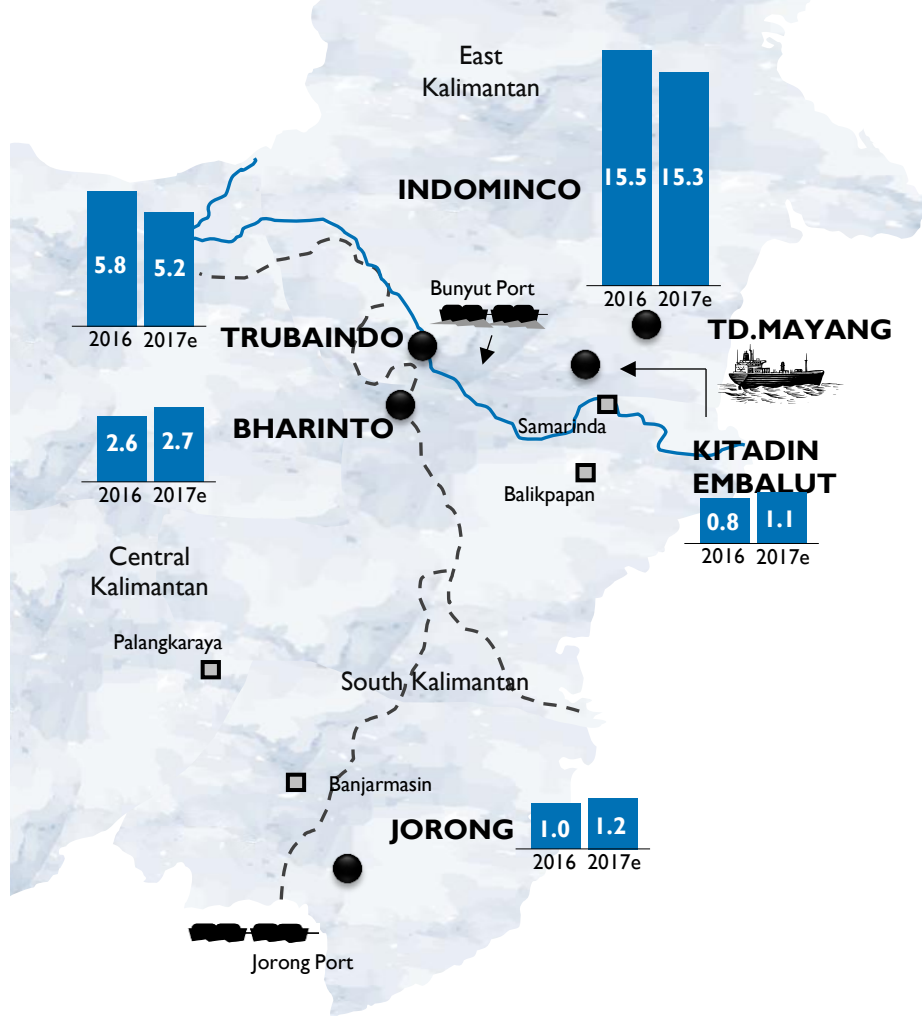 East
Kalimantan
INDOMINCO
15.5 15.3
2016 2017e
5.8 5.2
2016 2017e
Bunyut Port
TRUBAINDO
TD.MAYANG
BHARINTO
2.6 2.7
2016 2017e
Samarinda
KITADIN
EMBALUT
Balikpapan
0.8 1.1
2016 2017e
Central
Kalimantan
Palangkaraya
South Kalimantan
Banjarmasin
JORONG
1.0 1.2
2016 2017e
Jorong Port